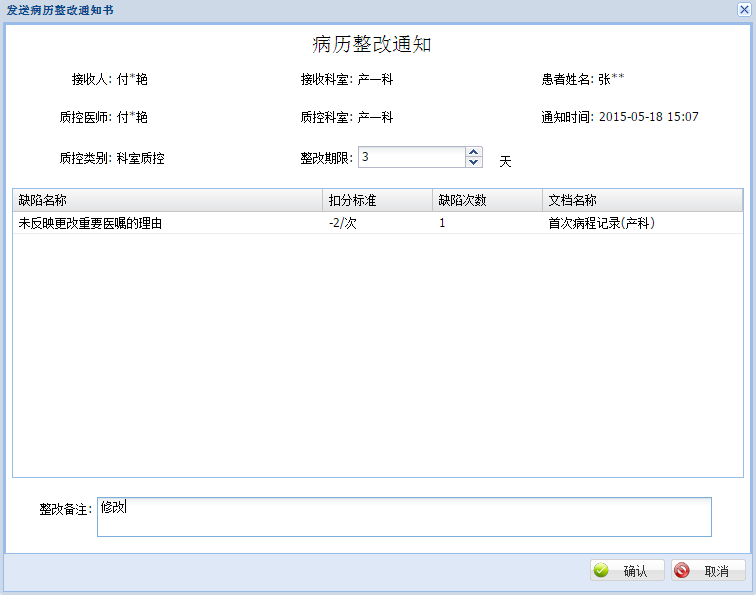 发送病历整改通知书
病历整改通知
接收人: 付*艳 接收科室: 产一科 患者姓名: 张**
质控医师: 付*艳 质控科室: 产一科 通知时间: 2015-05-18 15:07
质控类别: 科室质控 整改期限: 3 天
缺陷名称 扣分标准 缺陷次数 文档名称
未反映更改重要医嘱的理由 -2/次 1 首次病程记录(产科)
整改备注: 修改
确认 取消